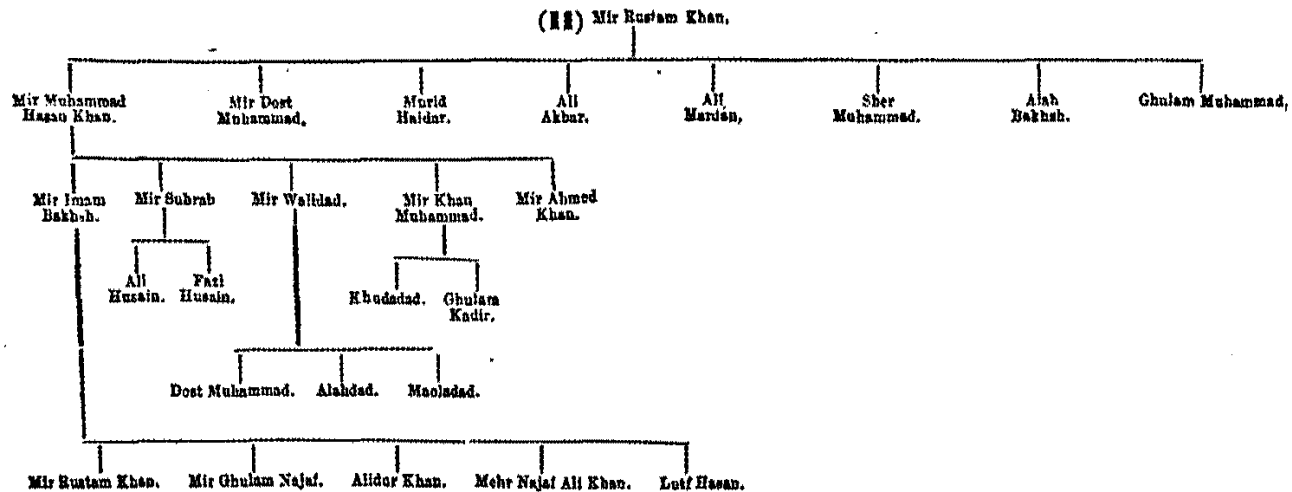 (II) Mir Rustam Khan.
Mir Muhammad Hasan Khan.
Mir Dost Muhammad.
Murid Haidar.
Ali Akbar.
Ali Mardan,
Sher Muhammad.
Alah Bakhsh.
Ghulam Muhammad,
Mir Imam Bakhsh.
Mir Suhrab
Mir Walidad.
Mir Khan Muhammad.
Mir Ahmed Khan.
Ali Husain.
Fazl Husain.
Khudadad.
Ghulam Kadir.
Dost Muhammad.
Alahdad.
Maoladad.
Mir Rustam Khan.
Mir Ghulam Najaf.
Alidar Khan.
Mehr Najaf Ali Khan.
Lutf Hasan.